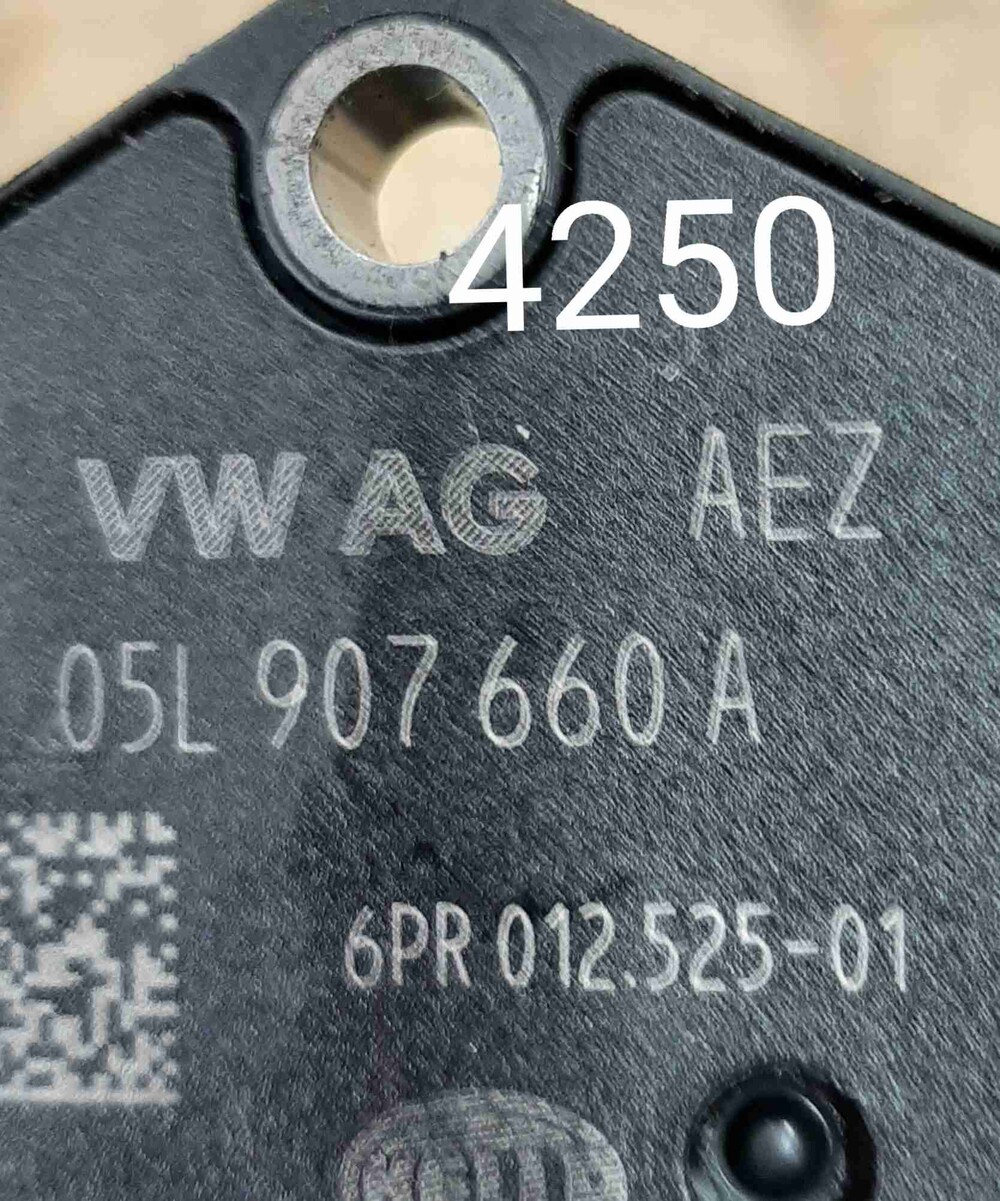 4250
VW AG AEZ
05L 907 660 A
6PR 012.525-01